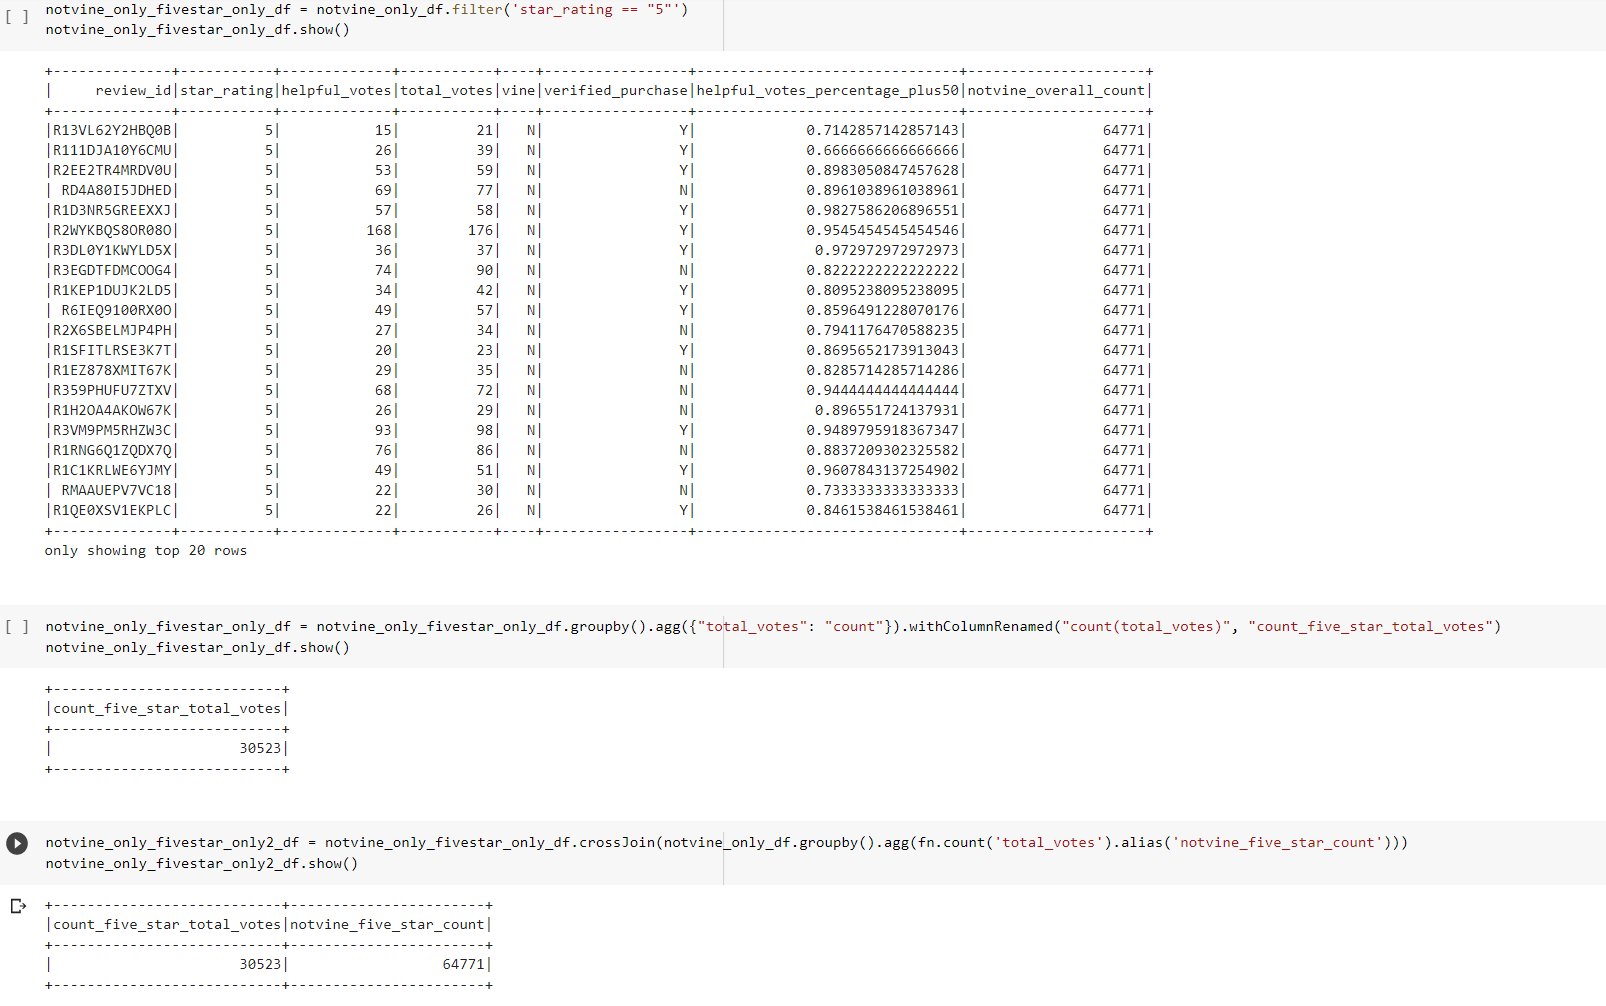 [ ] notvine_only_fivestar_only_df = notvine_only_df.filter('star_rating == "5"')
notvine_only_fivestar_only_df.show()
+--------------+-----------+-------------+-----------+----+-----------------+-----------------------------+---------------------+
|     review_id|star_rating|helpful_votes|total_votes|vine|verified_purchase|helpful_votes_percentage_plus50|notvine_overall_count|
+--------------+-----------+-------------+-----------+----+-----------------+-----------------------------+---------------------+
|R13VL62Y2HBQ0B|          5|           15|         21|   N|                Y|             0.7142857142857143|                64771|
|R111DJA10Y6CMU|          5|           26|         39|   N|                Y|             0.6666666666666666|                64771|
|R2EE2TR4MRDV0U|          5|           53|         59|   N|                Y|             0.8983050847457628|                64771|
| RD4A80I5JDHED|          5|           69|         77|   N|                N|             0.8961038961038961|                64771|
|R1D3NR5GREEXXJ|          5|           57|         58|   N|                Y|             0.9827586206896551|                64771|
|R2WYKBQS8OR08O|          5|          168|        176|   N|                Y|             0.9545454545454546|                64771|
|R3DL0Y1KWYLD5X|          5|           36|         37|   N|                Y|              0.972972972972973|                64771|
|R3EGDTFDMCOOG4|          5|           74|         90|   N|                N|             0.8222222222222222|                64771|
|R1KEP1DUJK2LD5|          5|           34|         42|   N|                Y|             0.8095238095238095|                64771|
| R6IEQ9100RX0O|          5|           49|         57|   N|                Y|             0.8596491228070176|                64771|
|R2X6SBELMJP4PH|          5|           27|         34|   N|                N|             0.7941176470588235|                64771|
|R1SFITLRSE3K7T|          5|           20|         23|   N|                Y|             0.8695652173913043|                64771|
|R1EZ878XMIT67K|          5|           29|         35|   N|                N|             0.8285714285714286|                64771|
|R359PHUFU7ZTXV|          5|           68|         72|   N|                N|             0.9444444444444444|                64771|
|R1H2OA4AKOW67K|          5|           26|         29|   N|                N|              0.896551724137931|                64771|
|R3VM9PM5RHZW3C|          5|           93|         98|   N|                Y|             0.9489795918367347|                64771|
|R1RNG6Q1ZQDX7Q|          5|           76|         86|   N|                N|             0.8837209302325582|                64771|
|R1C1KRLWE6YJMY|          5|           49|         51|   N|                Y|             0.9607843137254902|                64771|
| RMAAUEPV7VC18|          5|           22|         30|   N|                N|             0.7333333333333333|                64771|
|R1QE0XSV1EKPLC|          5|           22|         26|   N|                Y|             0.8461538461538461|                64771|
+--------------+-----------+-------------+-----------+----+-----------------+-----------------------------+---------------------+
only showing top 20 rows
[ ] notvine_only_fivestar_only_df = notvine_only_fivestar_only_df.groupby().agg({"total_votes": "count"}).withColumnRenamed("count(total_votes)", "count_five_star_total_votes")
notvine_only_fivestar_only_df.show()
+---------------------------+
|count_five_star_total_votes|
+---------------------------+
|                      30523|
+---------------------------+
notvine_only_fivestar_only2_df = notvine_only_fivestar_only_df.crossJoin(notvine_only_df.groupby().agg(fn.count('total_votes').alias('notvine_five_star_count')))
notvine_only_fivestar_only2_df.show()
+---------------------------+-----------------------+
|count_five_star_total_votes|notvine_five_star_count|
+---------------------------+-----------------------+
|                      30523|                  64771|
+---------------------------+-----------------------+